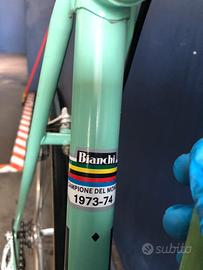 Bianchi
CAMPIONE DEL MONDO
1973-74
subito